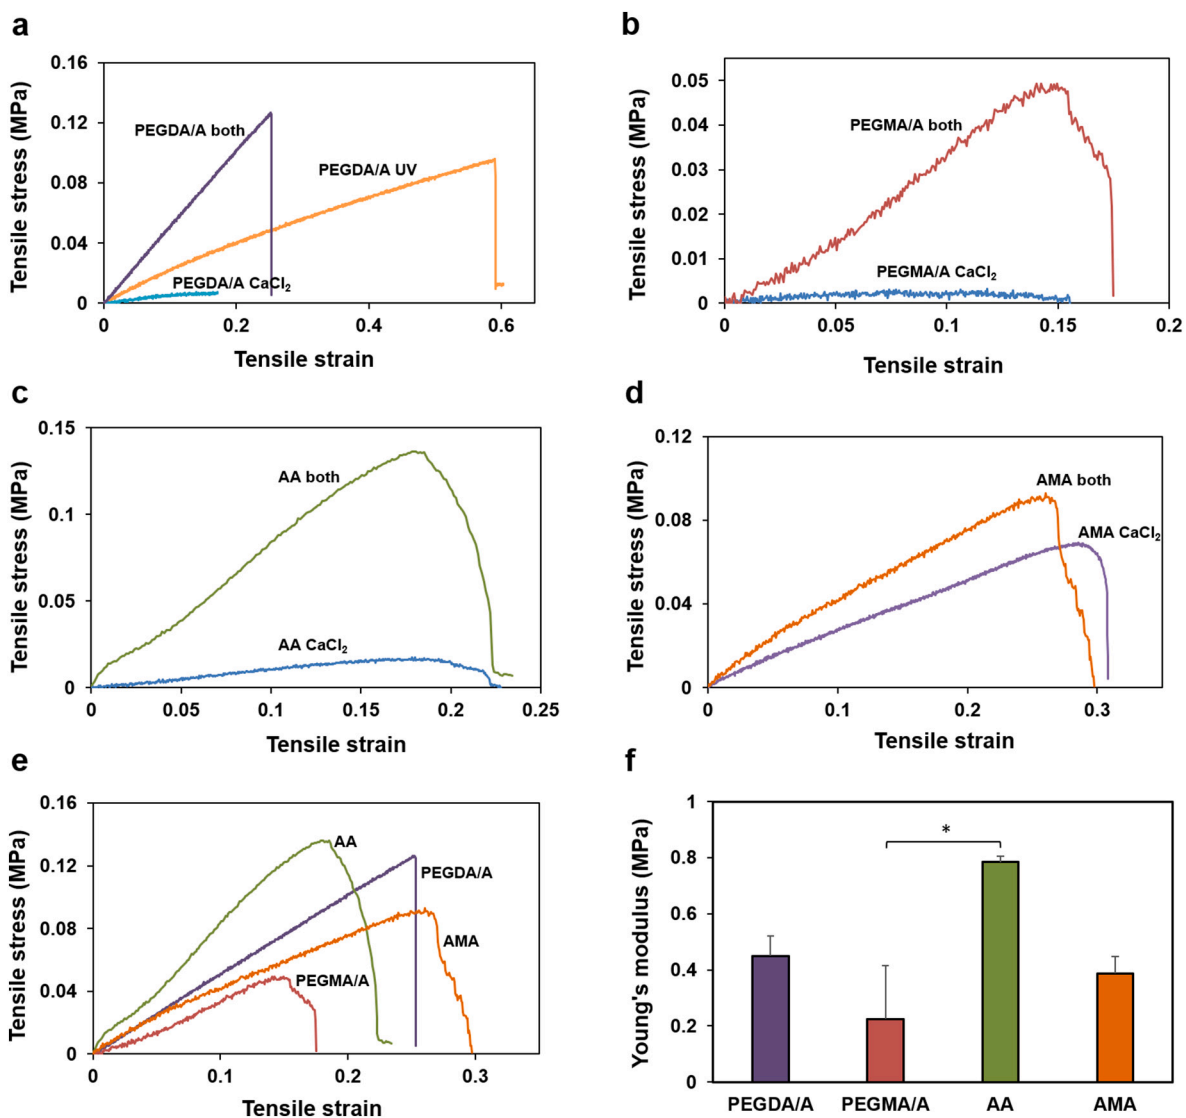 a
Tensile stress (MPa)
0.16
0.12
0.08
0.04
0
PEGDA/A both
PEGDA/A UV
PEGDA/A CaCl₂
0
0.2
0.4
0.6
Tensile strain
b
Tensile stress (MPa)
0.05
0.04
0.03
0.02
0.01
0
PEGMA/A both
PEGMA/A CaCl₂
0
0.05
0.1
0.15
0.2
Tensile strain
c
Tensile stress (MPa)
0.15
0.1
0.05
0
AA both
AA CaCl₂
0
0.05
0.1
0.15
0.2
0.25
Tensile strain
d
Tensile stress (MPa)
0.12
0.08
0.04
0
AMA both
AMA CaCl₂
0
0.1
0.2
0.3
Tensile strain
e
Tensile stress (MPa)
0.16
0.12
0.08
0.04
0
AA
PEGDA/A
AMA
PEGMA/A
0
0.1
0.2
0.3
Tensile strain
f
Young's modulus (MPa)
1
0.8
0.6
0.4
0.2
0
*
PEGDA/A
PEGMA/A
AA
AMA